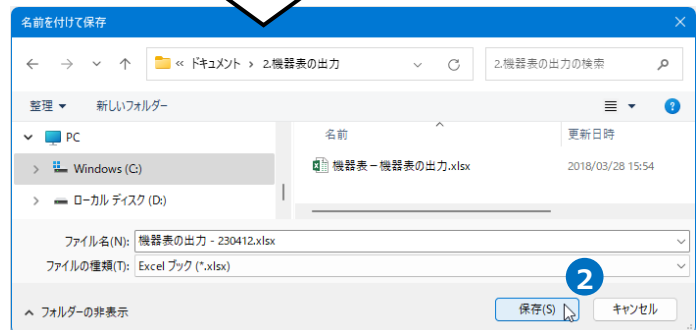 名前を付けて保存
« ドキュメント › 2.機器表の出力
2.機器表の出力の検索
整理 新しいフォルダー
名前 更新日時
PC
Windows (C:)
ローカル ディスク (D:)
機器表－機器表の出力.xlsx 2018/03/28 15:54
ファイル名(N): 機器表の出力 - 230412.xlsx
ファイルの種類(T): Excel ブック (*.xlsx)
2
フォルダーの非表示
保存(S) キャンセル